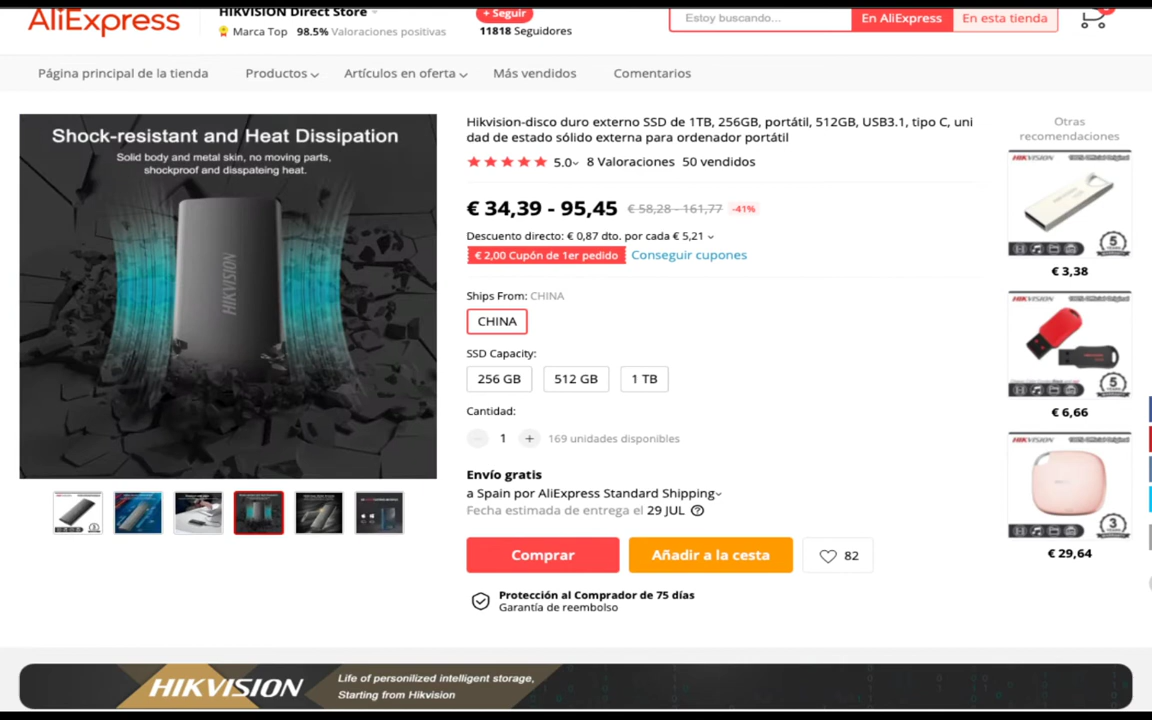 AliExpress
HIKVISION Direct Store
+ Seguir
Marca Top 98.5% Valoraciones positivas
11818 Seguidores
Estoy buscando...
En AliExpress
En esta tienda
Página principal de la tienda
Productos
Artículos en oferta
Más vendidos
Comentarios
Shock-resistant and Heat Dissipation
Solid body and metal skin, no moving parts,
shockproof and disspateing heat.
HIKVISION
Hikvision-disco duro externo SSD de 1TB, 256GB, portátil, 512GB, USB3.1, tipo C, uni
dad de estado sólido externa para ordenador portátil
5.0 8 Valoraciones 50 vendidos
€ 34,39 - 95,45 € 58,28 - 161,77 -41%
Descuento directo: € 0,87 dto. por cada € 5,21
€ 2,00 Cupón de 1er pedido Conseguir cupones
Ships From: CHINA
CHINA
SSD Capacity:
256 GB 512 GB 1 TB
Cantidad:
1 + 169 unidades disponibles
Envío gratis
a Spain por AliExpress Standard Shipping
Fecha estimada de entrega el 29 JUL
Comprar
Añadir a la cesta
82
Protección al Comprador de 75 días
Garantía de reembolso
Otras
recomendaciones
HIKVISION
5
€ 3,38
HIKVISION
5
€ 6,66
HIKVISION
3
€ 29,64
HIKVISION
Life of personilized intelligent storage,
Starting from Hikvision